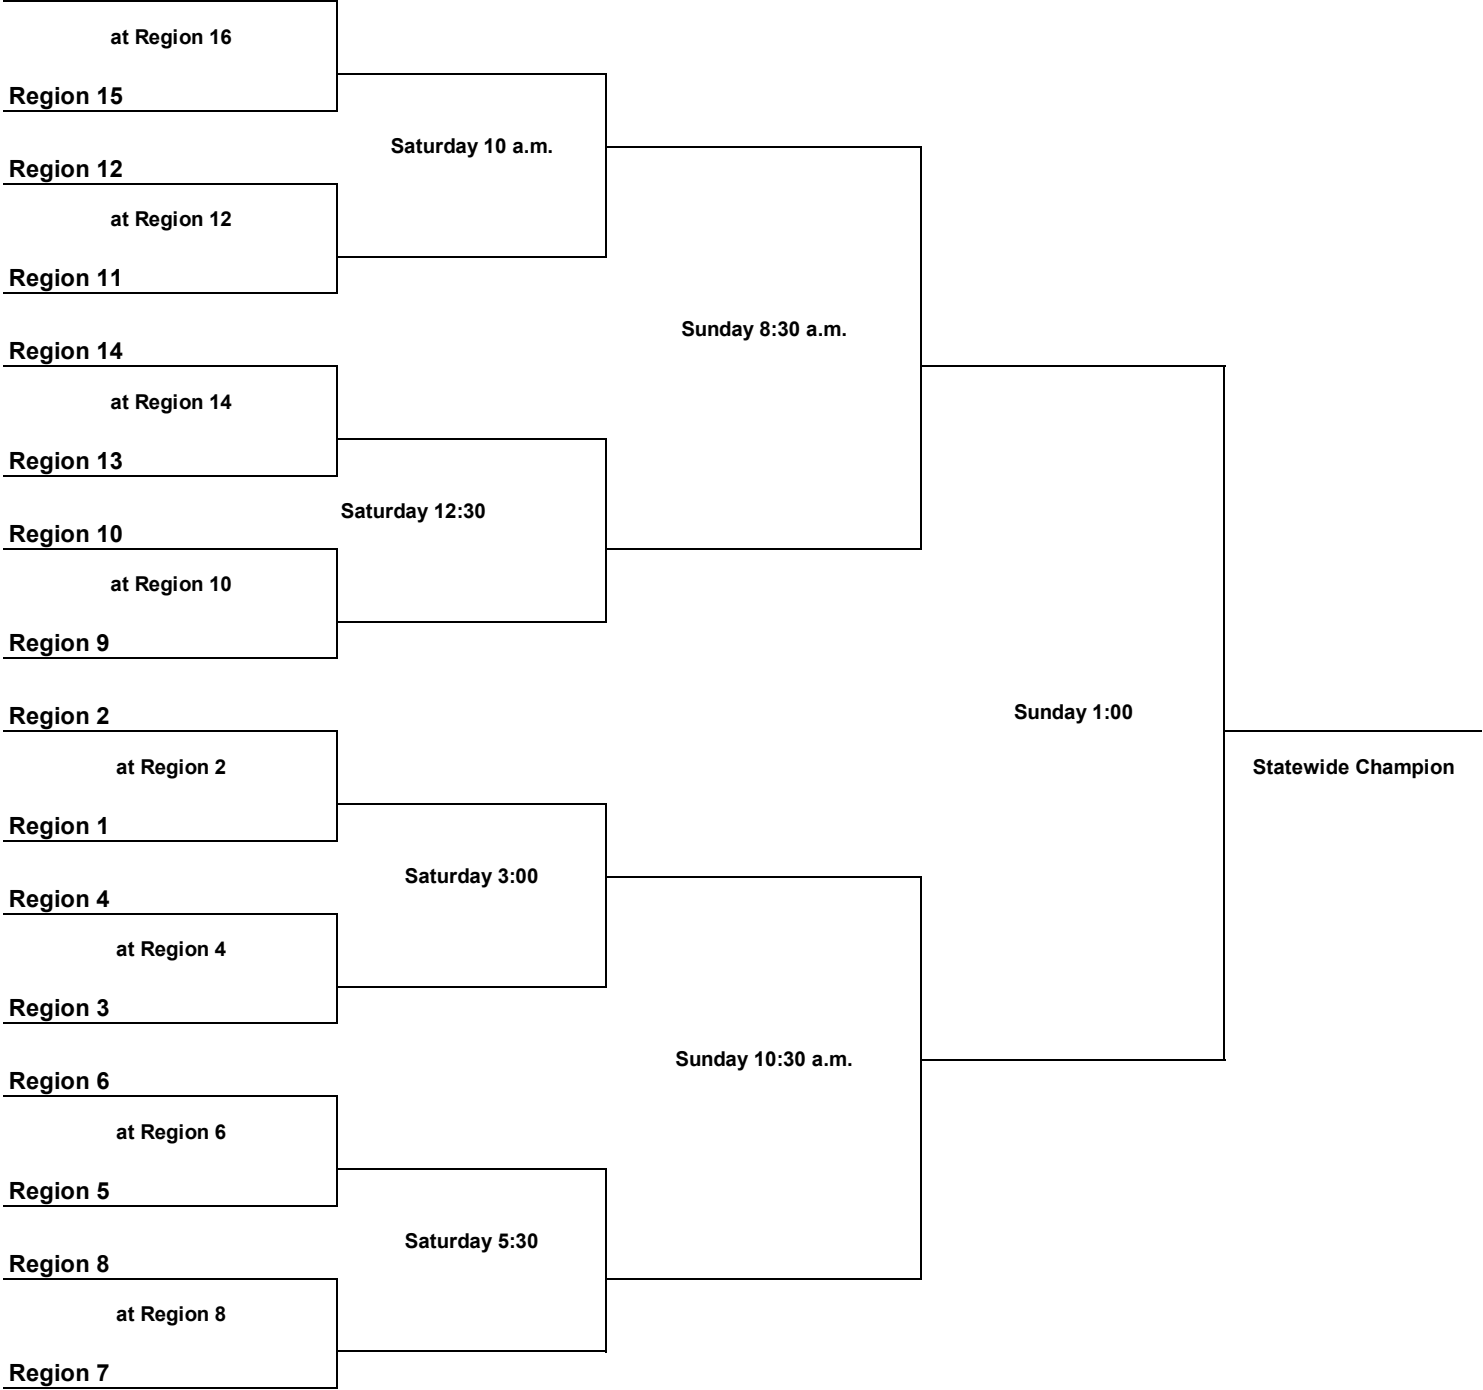 at Region 16
Region 15
Saturday 10 a.m.
Region 12
at Region 12
Region 11
Sunday 8:30 a.m.
Region 14
at Region 14
Region 13
Saturday 12:30
Region 10
at Region 10
Region 9
Region 2
Sunday 1:00
at Region 2
Statewide Champion
Region 1
Saturday 3:00
Region 4
at Region 4
Region 3
Sunday 10:30 a.m.
Region 6
at Region 6
Region 5
Saturday 5:30
Region 8
at Region 8
Region 7